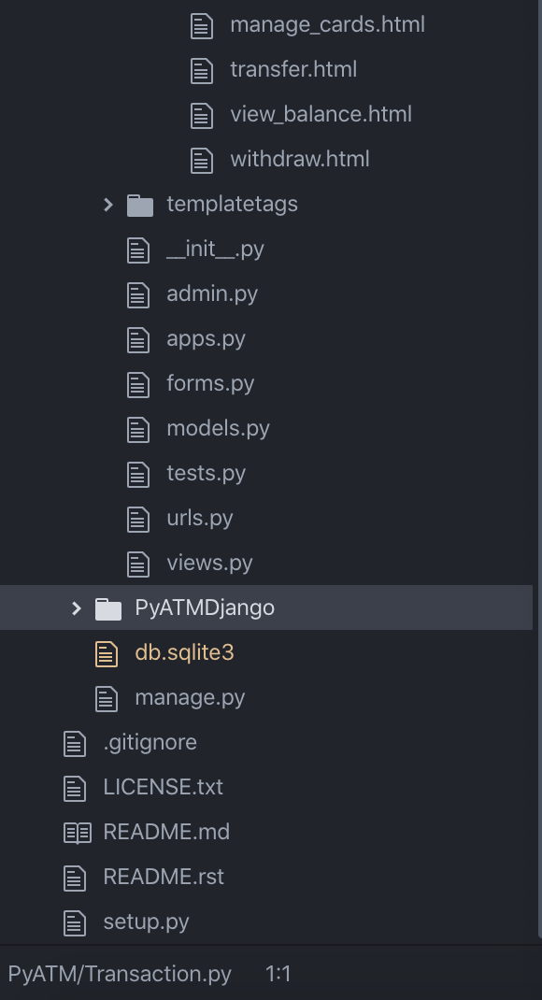 manage_cards.html
transfer.html
view_balance.html
withdraw.html
templatetags
__init__.py
admin.py
apps.py
forms.py
models.py
tests.py
urls.py
views.py
PyATMDjango
db.sqlite3
manage.py
.gitignore
LICENSE.txt
README.md
README.rst
setup.py
PyATM/Transaction.py 1:1